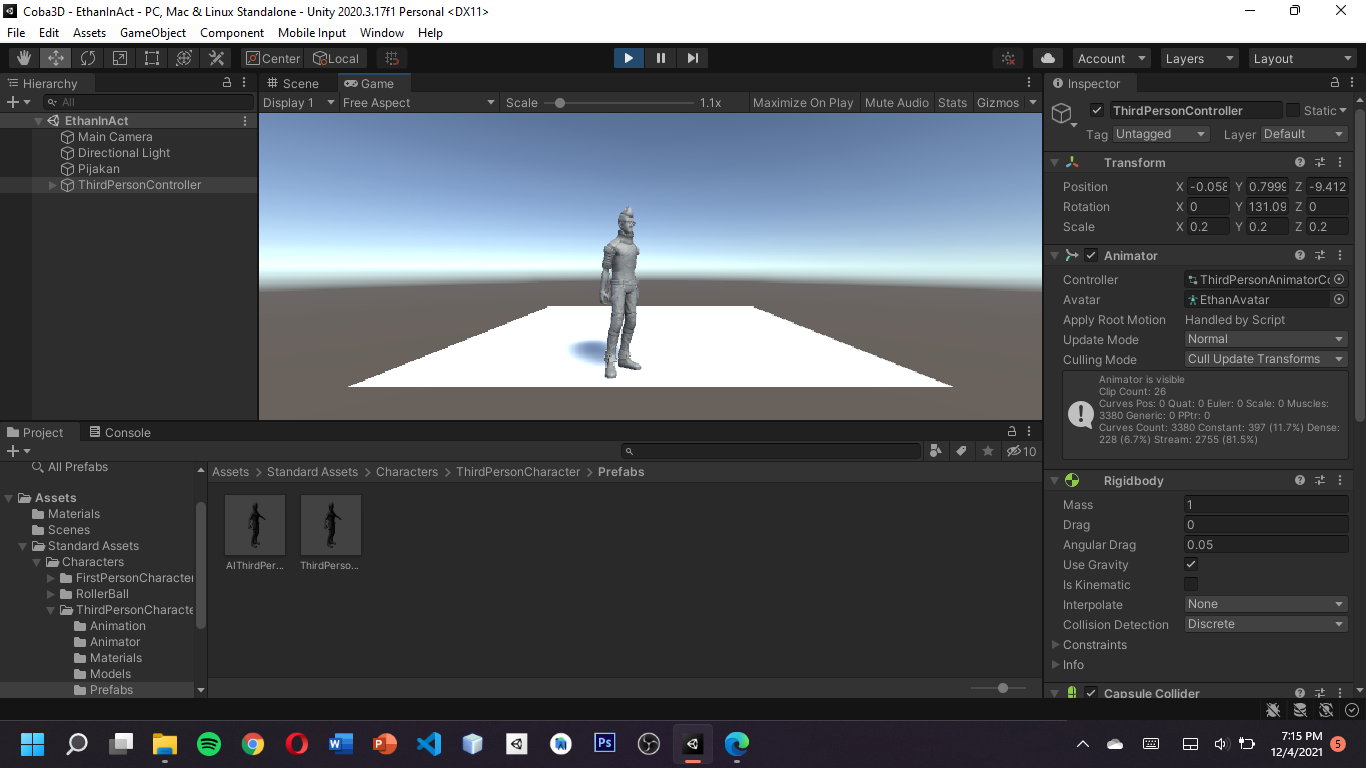 Coba3D - EthanInAct - PC, Mac & Linux Standalone - Unity 2020.3.17f1 Personal <DX11>
File Edit Assets GameObject Component Mobile Input Window Help
Center Local Account Layers Layout
Hierarchy
All
EthanInAct
Main Camera
Directional Light
Pijakan
ThirdPersonController
Scene Game
Display 1 Free Aspect Scale 1.1x Maximize On Play Mute Audio Stats Gizmos
Inspector
ThirdPersonController Static
Tag Untagged Layer Default
Transform
Position X -0.058 Y 0.7999 Z -9.412
Rotation X 0 Y 131.09 Z 0
Scale X 0.2 Y 0.2 Z 0.2
Animator
Controller ThirdPersonAnimatorCo
Avatar EthanAvatar
Apply Root Motion Handled by Script
Update Mode Normal
Culling Mode Cull Update Transforms
Animator is visible
Clip Count: 26
Curves Pos: 0 Quat: 0 Euler: 0 Scale: 0 Muscles:
3380 Generic: 0 PPtr: 0
Curves Count: 3380 Constant: 397 (11.7%) Dense:
228 (6.7%) Stream: 2755 (81.5%)
Rigidbody
Mass 1
Drag 0
Angular Drag 0.05
Use Gravity
Is Kinematic
Interpolate None
Collision Detection Discrete
Constraints
Info
Capsule Collider
Project Console
10
All Prefabs
Assets
Materials
Scenes
Standard Assets
Characters
FirstPersonCharacter
RollerBall
ThirdPersonCharacte
Animation
Animator
Materials
Models
Prefabs
Assets > Standard Assets > Characters > ThirdPersonCharacter > Prefabs
AIThirdPer... ThirdPerso...
W P Ps
7:15 PM
12/4/2021
5